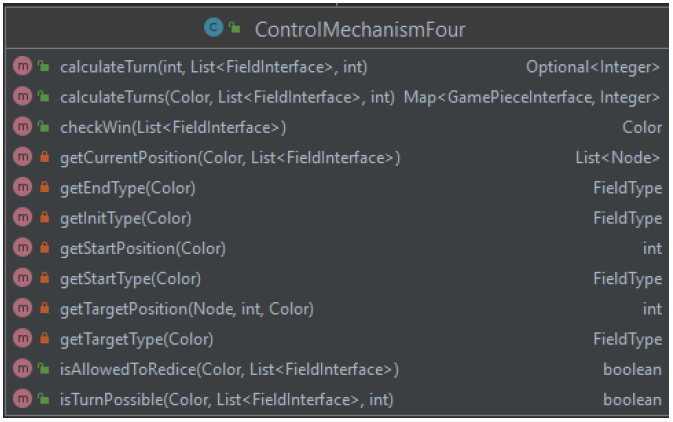 ControlMechanismFour
calculateTurn(int, List<FieldInterface>, int) Optional<Integer>
calculateTurns(Color, List<FieldInterface>, int) Map<GamePieceInterface, Integer>
checkWin(List<FieldInterface>) Color
getCurrentPosition(Color, List<FieldInterface>) List<Node>
getEndType(Color) FieldType
getInitType(Color) FieldType
getStartPosition(Color) int
getStartType(Color) FieldType
getTargetPosition(Node, int, Color) int
getTargetType(Color) FieldType
isAllowedToRedice(Color, List<FieldInterface>) boolean
isTurnPossible(Color, List<FieldInterface>, int) boolean